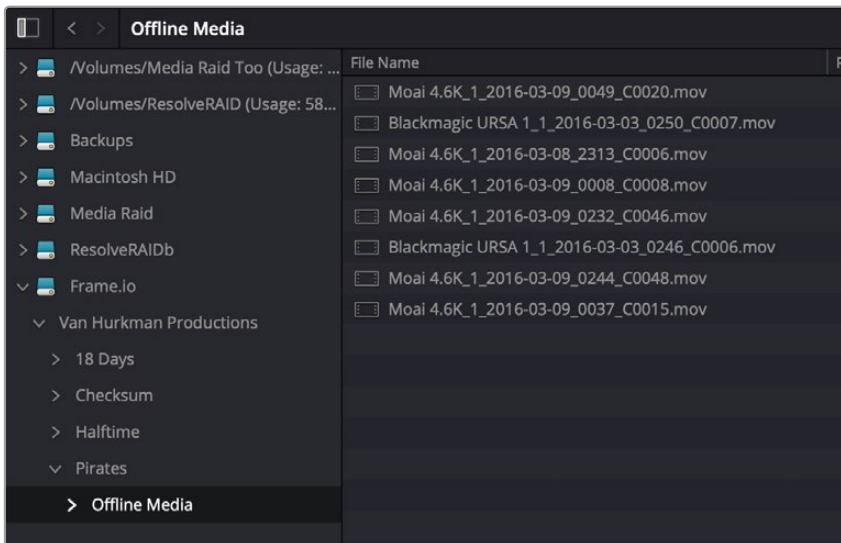 Offline Media
/Volumes/Media Raid Too (Usage: ...
/Volumes/ResolveRAID (Usage: 58...
Backups
Macintosh HD
Media Raid
ResolveRAIDb
Frame.io
Van Hurkman Productions
18 Days
Checksum
Halftime
Pirates
Offline Media
File Name
Moai 4.6K_1_2016-03-09_0049_C0020.mov
Blackmagic URSA 1_1_2016-03-03_0250_C0007.mov
Moai 4.6K_1_2016-03-08_2313_C0006.mov
Moai 4.6K_1_2016-03-09_0008_C0008.mov
Moai 4.6K_1_2016-03-09_0232_C0046.mov
Blackmagic URSA 1_1_2016-03-03_0246_C0006.mov
Moai 4.6K_1_2016-03-09_0244_C0048.mov
Moai 4.6K_1_2016-03-09_0037_C0015.mov